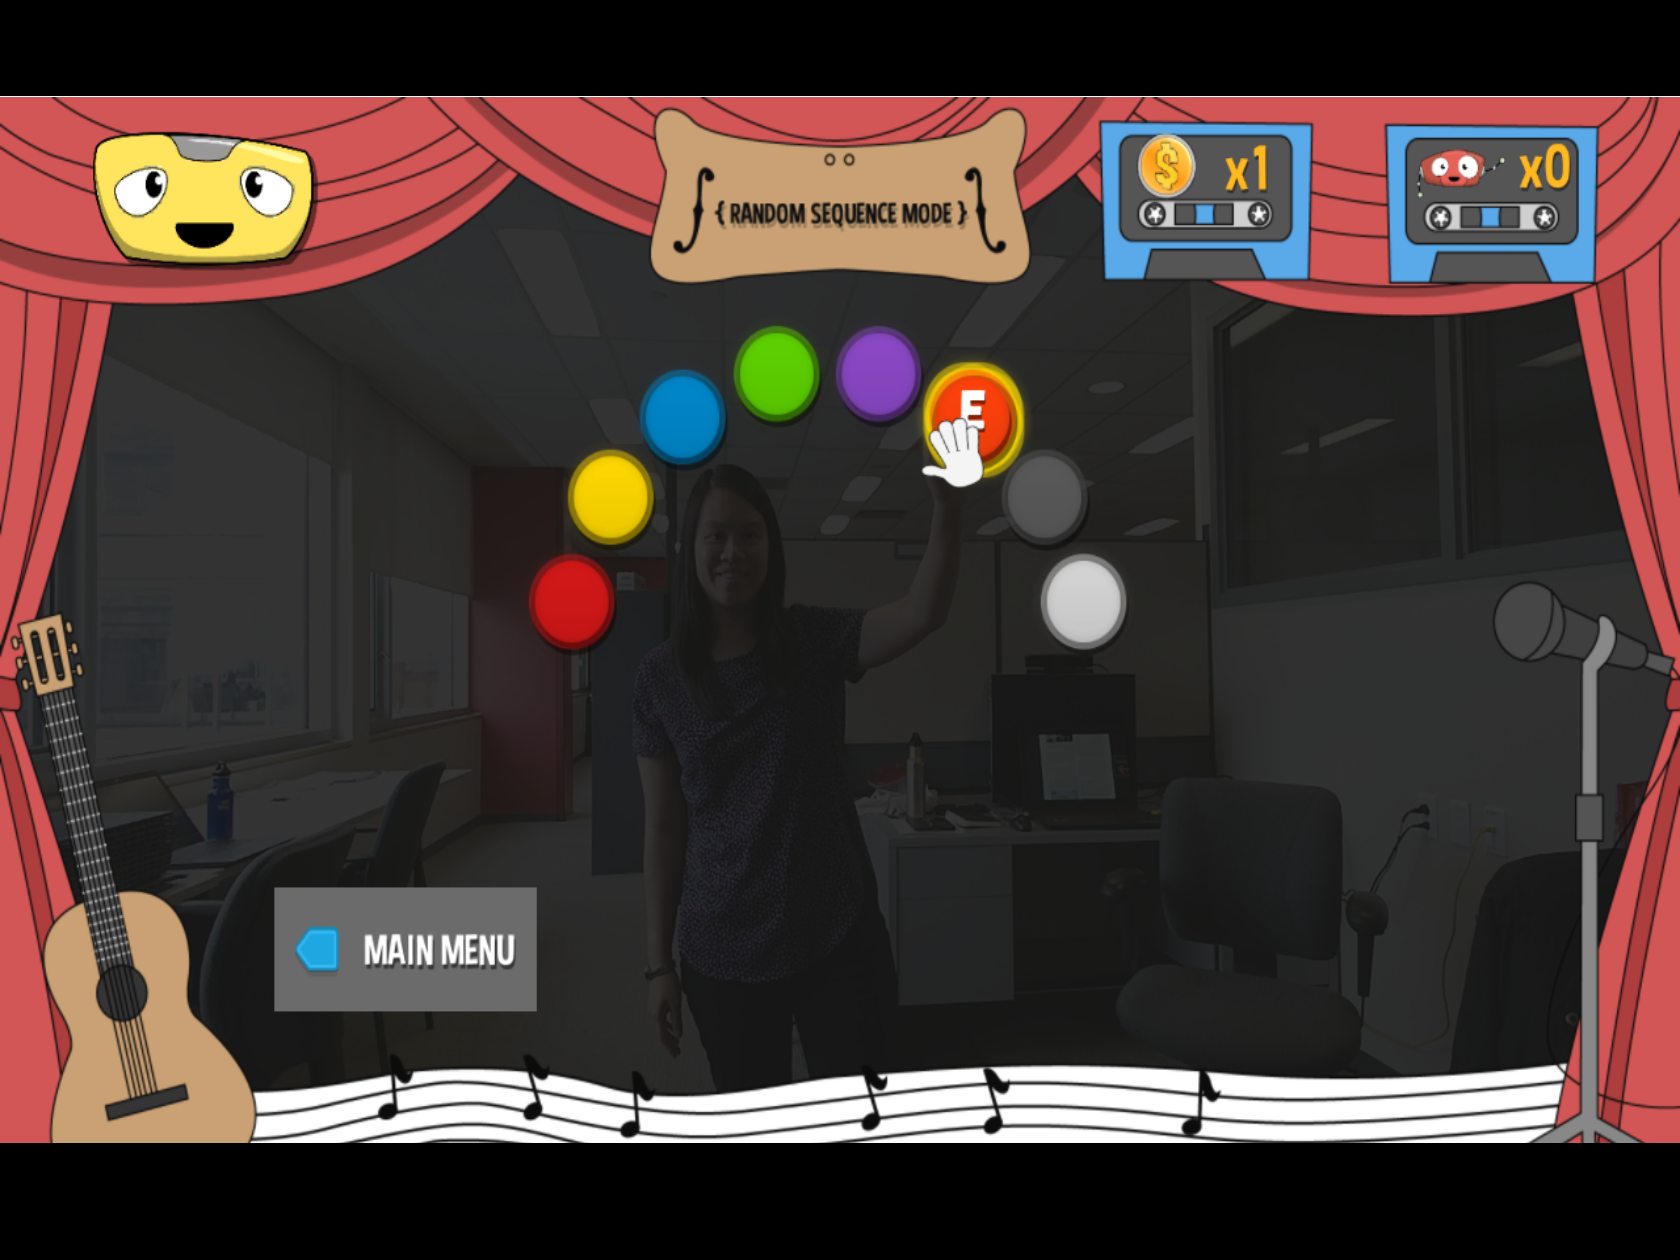 { RANDOM SEQUENCE MODE }
$ x1
x0
E
MAIN MENU